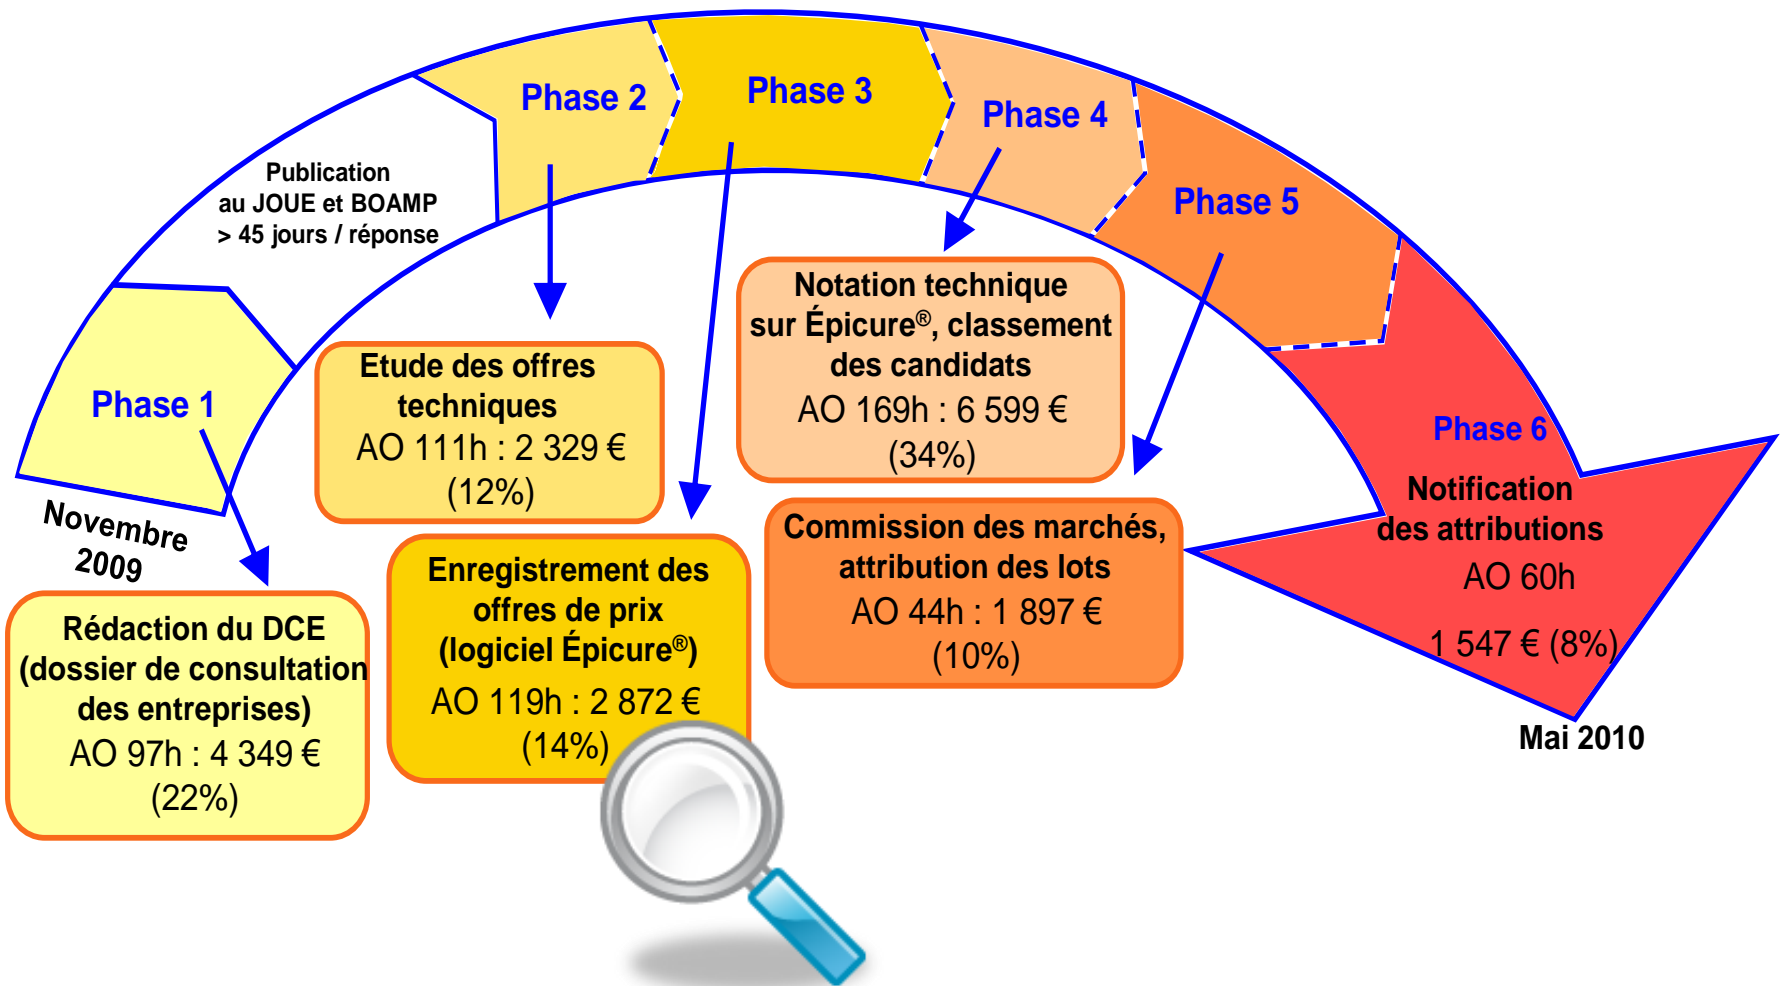 Phase 1
Publication
au JOUE et BOAMP
> 45 jours / réponse
Phase 2
Phase 3
Phase 4
Phase 5
Phase 6
Notification
des attributions
AO 60h
1 547 € (8%)
Mai 2010
Novembre
2009
Rédaction du DCE
(dossier de consultation
des entreprises)
AO 97h : 4 349 €
(22%)
Etude des offres
techniques
AO 111h : 2 329 €
(12%)
Enregistrement des
offres de prix
(logiciel Épicure®)
AO 119h : 2 872 €
(14%)
Notation technique
sur Épicure®, classement
des candidats
AO 169h : 6 599 €
(34%)
Commission des marchés,
attribution des lots
AO 44h : 1 897 €
(10%)